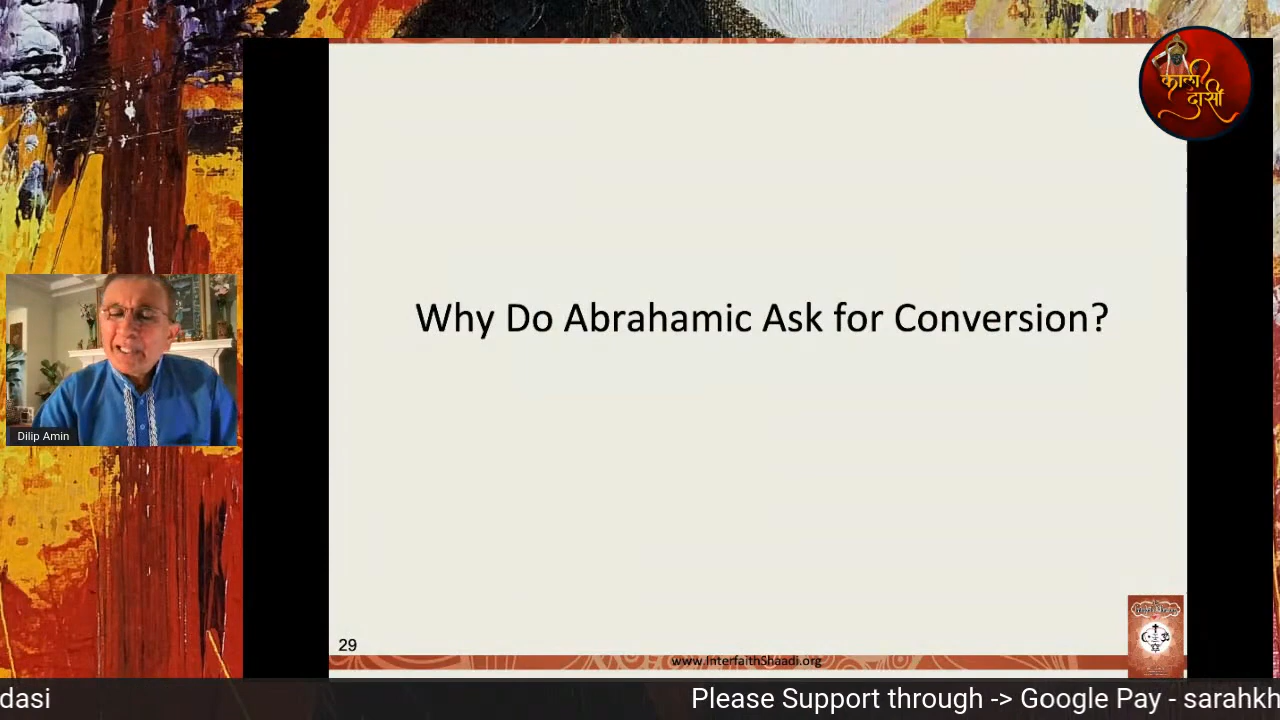 काली
दासी
Why Do Abrahamic Ask for Conversion?
Dilip Amin
29
www.InterfaithShaadi.org
dasi
Please Support through -> Google Pay - sarahkh